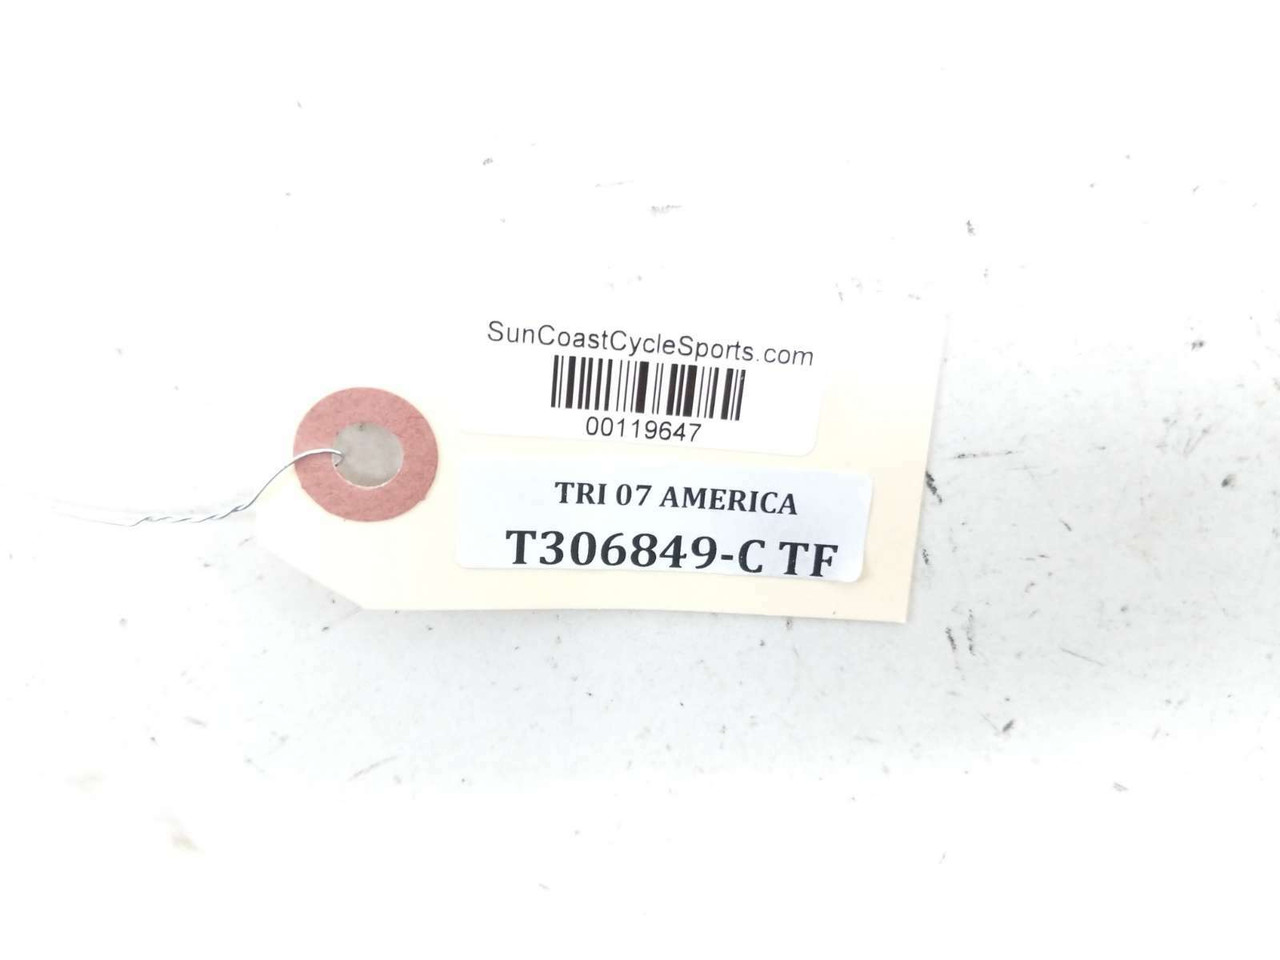 SunCoastCycleSports.com
00119647
TRI 07 AMERICA
T306849-C TF